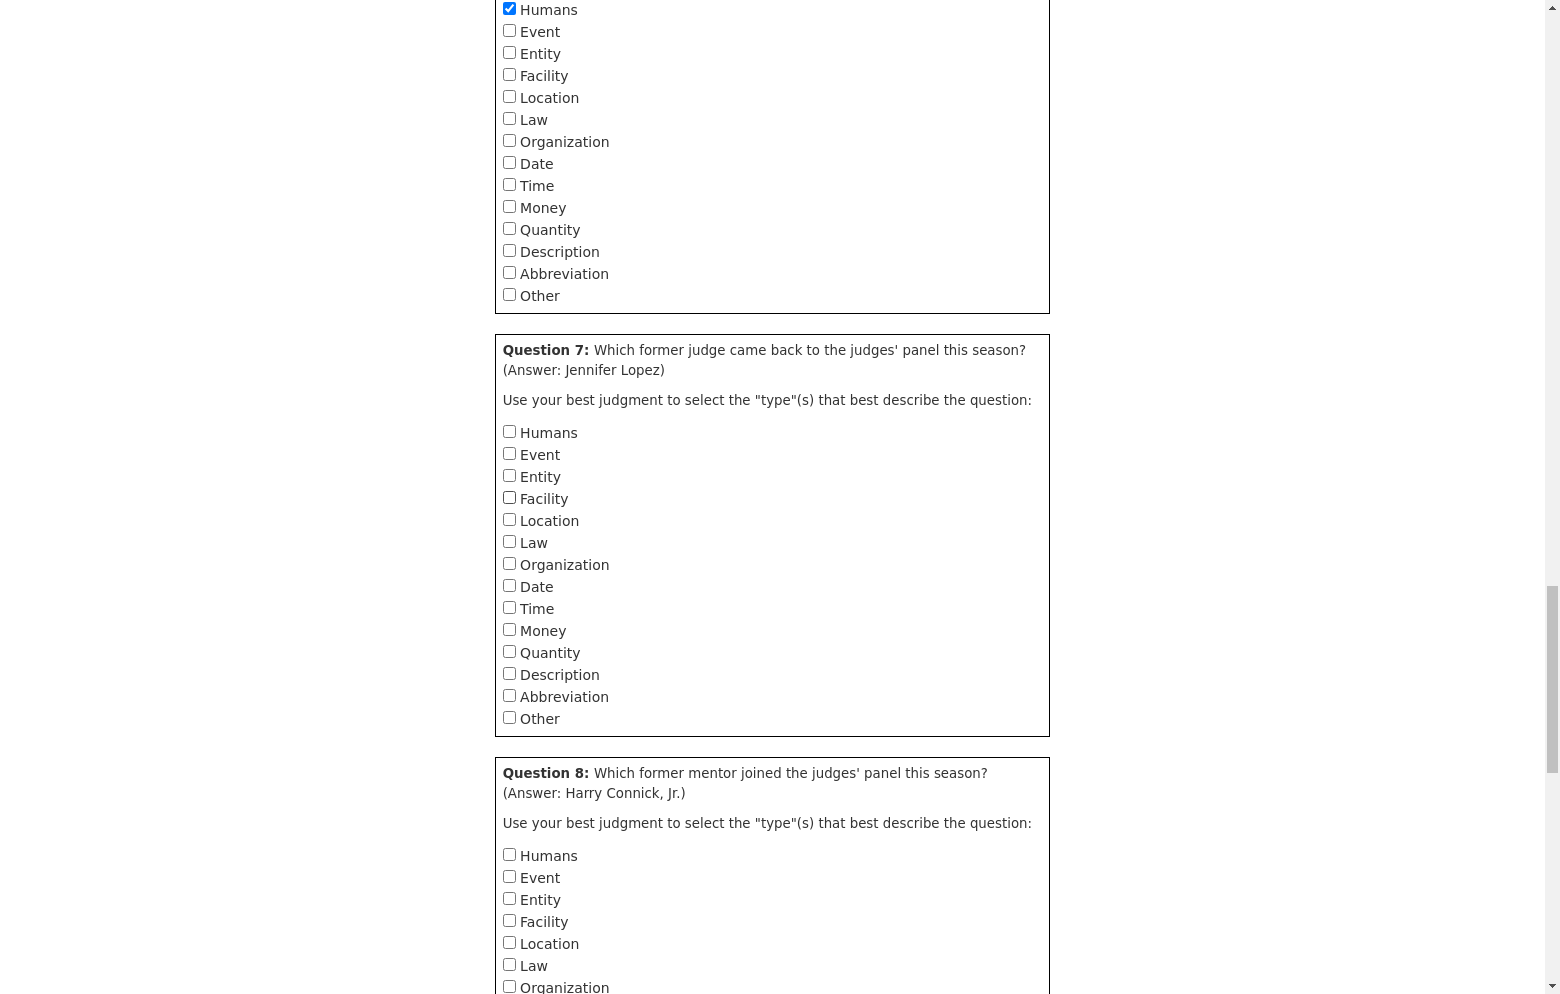 Humans
Event
Entity
Facility
Location
Law
Organization
Date
Time
Money
Quantity
Description
Abbreviation
Other
Question 7: Which former judge came back to the judges' panel this season?
(Answer: Jennifer Lopez)
Use your best judgment to select the "type"(s) that best describe the question:
Humans
Event
Entity
Facility
Location
Law
Organization
Date
Time
Money
Quantity
Description
Abbreviation
Other
Question 8: Which former mentor joined the judges' panel this season?
(Answer: Harry Connick, Jr.)
Use your best judgment to select the "type"(s) that best describe the question:
Humans
Event
Entity
Facility
Location
Law
Organization